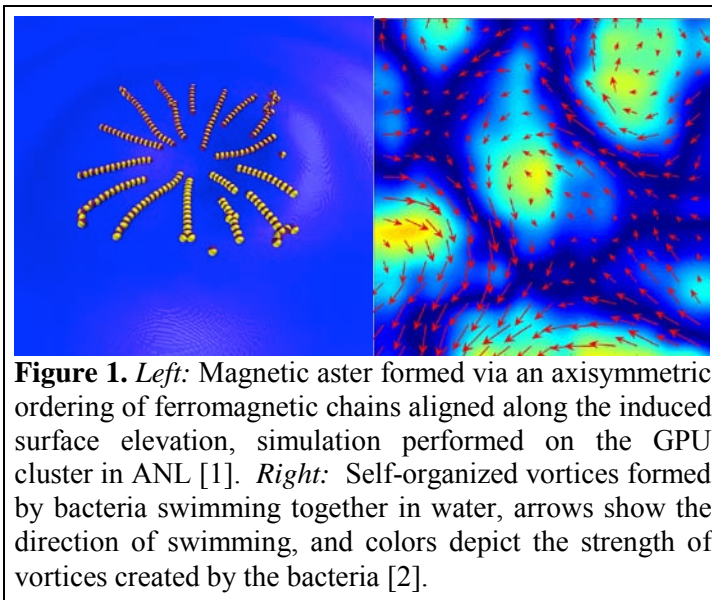 Figure 1. Left: Magnetic aster formed via an axisymmetric
ordering of ferromagnetic chains aligned along the induced
surface elevation, simulation performed on the GPU
cluster in ANL [1]. Right: Self-organized vortices formed
by bacteria swimming together in water, arrows show the
direction of swimming, and colors depict the strength of
vortices created by the bacteria [2].